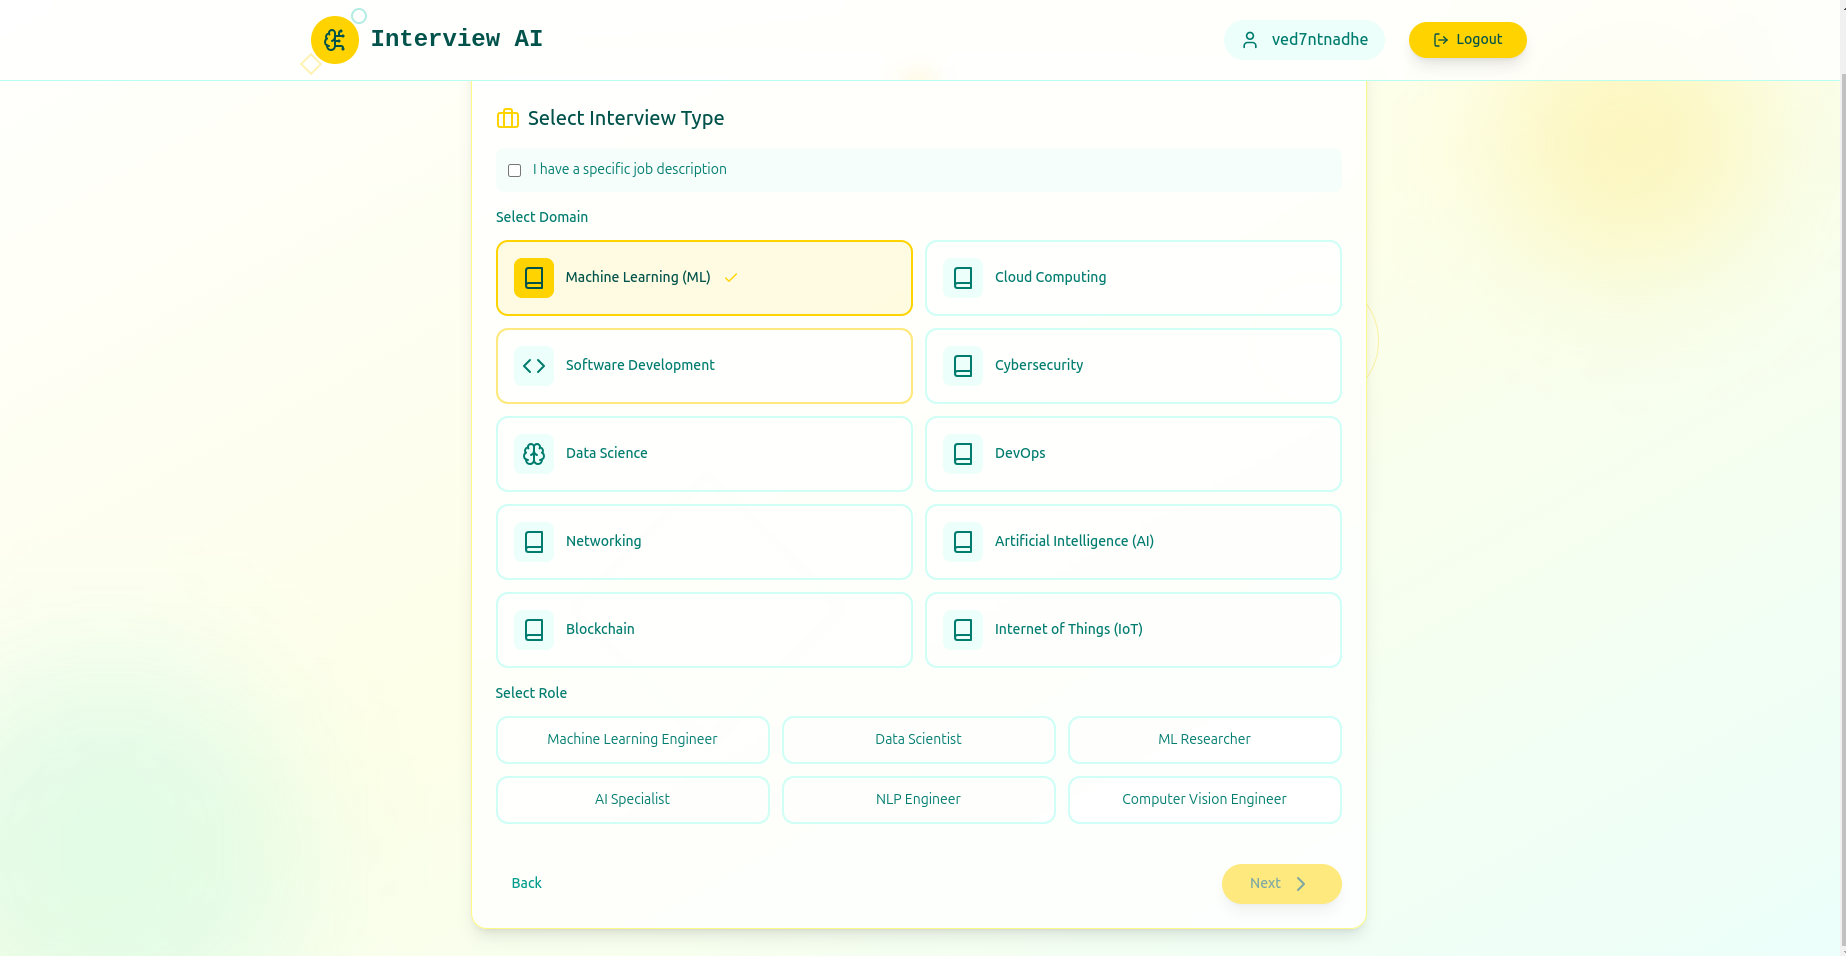 Interview AI
ved7ntnadhe
Logout
Select Interview Type
I have a specific job description
Select Domain
Machine Learning (ML)
Cloud Computing
Software Development
Cybersecurity
Data Science
DevOps
Networking
Artificial Intelligence (AI)
Blockchain
Internet of Things (IoT)
Select Role
Machine Learning Engineer
Data Scientist
ML Researcher
AI Specialist
NLP Engineer
Computer Vision Engineer
Back
Next